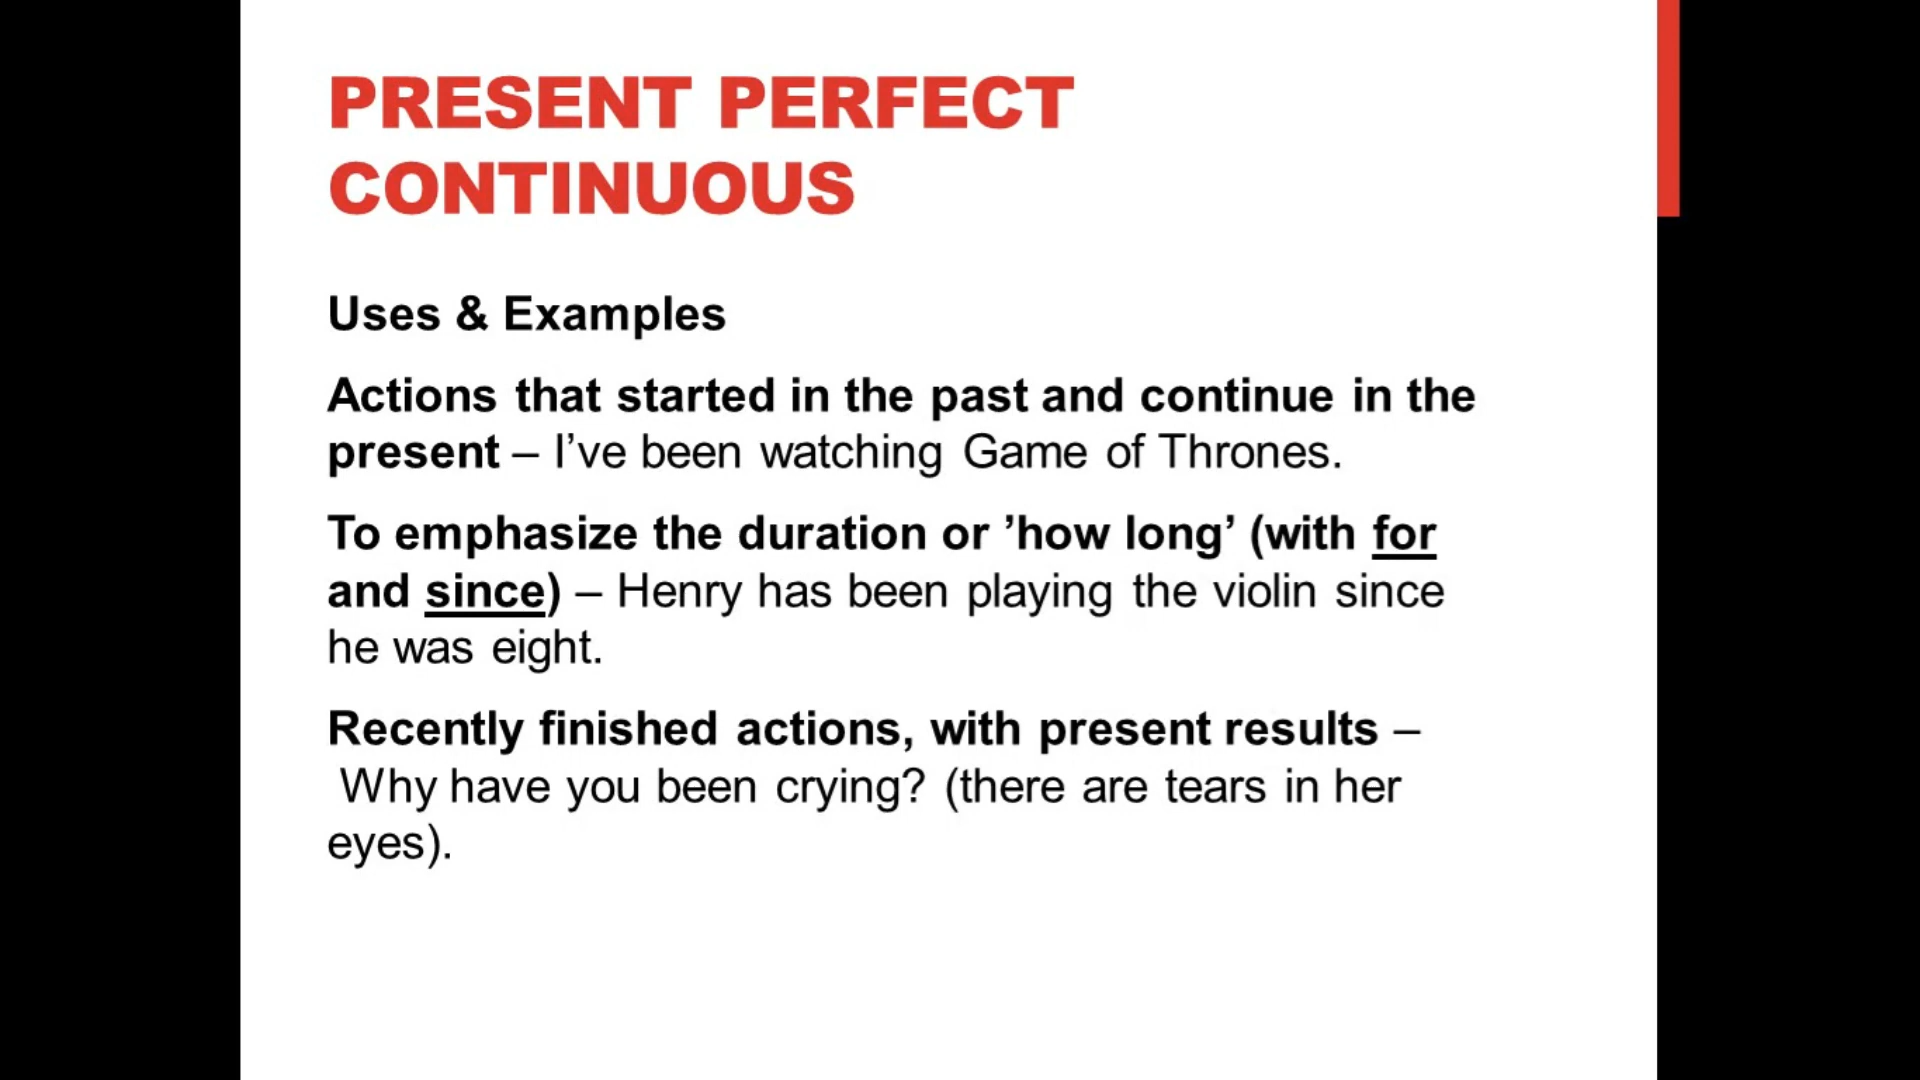 PRESENT PERFECT
CONTINUOUS
Uses & Examples
Actions that started in the past and continue in the
present – I’ve been watching Game of Thrones.
To emphasize the duration or ’how long’ (with for
and since) – Henry has been playing the violin since
he was eight.
Recently finished actions, with present results –
Why have you been crying? (there are tears in her
eyes).